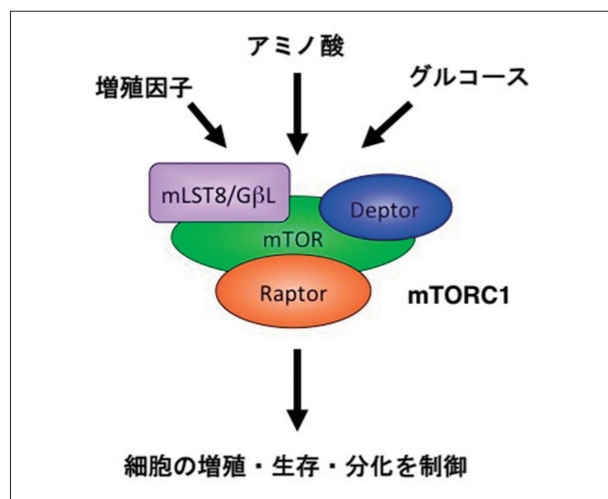 アミノ酸
増殖因子
グルコース
mLST8/GβL
Deptor
mTOR
Raptor
mTORC1
細胞の増殖・生存・分化を制御